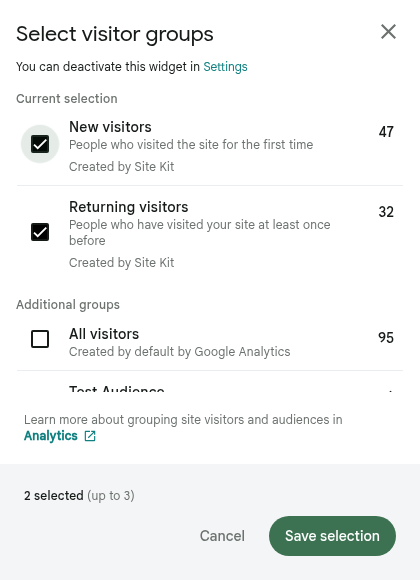 Select visitor groups
You can deactivate this widget in Settings
Current selection
New visitors 47
People who visited the site for the first time
Created by Site Kit
Returning visitors 32
People who have visited your site at least once
before
Created by Site Kit
Additional groups
All visitors 95
Created by default by Google Analytics
Test Audience
Learn more about grouping site visitors and audiences in
Analytics
2 selected (up to 3)
Cancel Save selection